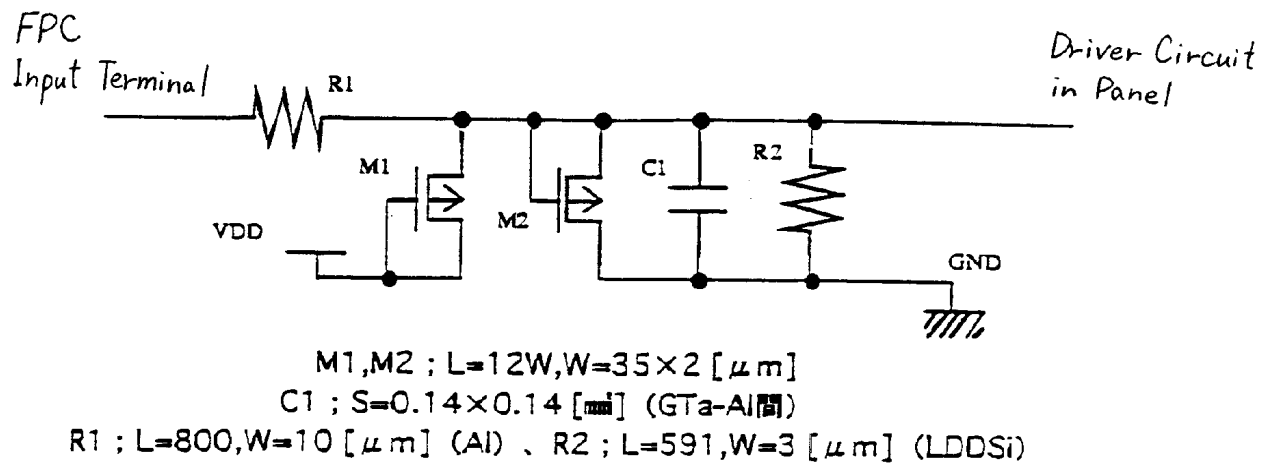 FPC
Input Terminal
Driver Circuit
in Panel
R1
M1
M2
C1
R2
VDD
GND
M1,M2 ; L=12W,W=35×2 [μm]
C1 ; S=0.14×0.14 [㎟] (GTa-Al間)
R1 ; L=800,W=10 [μm] (Al) 、 R2 ; L=591,W=3 [μm] (LDDSi)